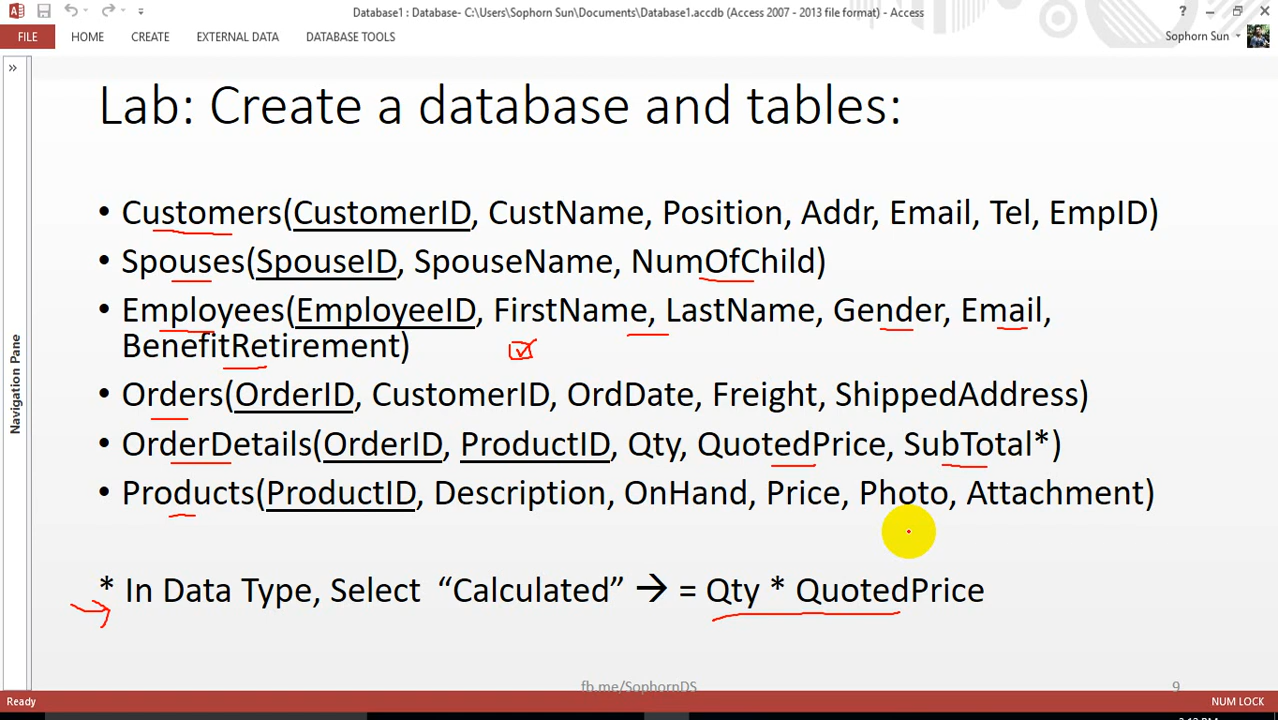 Database1 : Database- C:\Users\Sophorn Sun\Documents\Database1.accdb (Access 2007 - 2013 file format) - Access
?
FILE HOME CREATE EXTERNAL DATA DATABASE TOOLS
Sophorn Sun
»
Navigation Pane
Lab: Create a database and tables:
• Customers(CustomerID, CustName, Position, Addr, Email, Tel, EmpID)
• Spouses(SpouseID, SpouseName, NumOfChild)
• Employees(EmployeeID, FirstName, LastName, Gender, Email,
BenefitRetirement)
• Orders(OrderID, CustomerID, OrdDate, Freight, ShippedAddress)
• OrderDetails(OrderID, ProductID, Qty, QuotedPrice, SubTotal*)
• Products(ProductID, Description, OnHand, Price, Photo, Attachment)
* In Data Type, Select “Calculated” → = Qty * QuotedPrice
fb.me/SophornDS
9
Ready
NUM LOCK